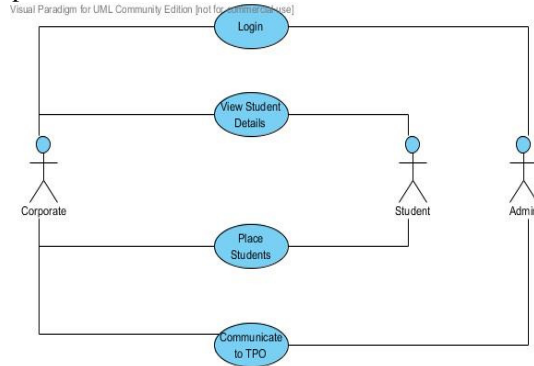 Visual Paradigm for UML Community Edition [not for commercial use]
Login
View Student
Details
Corporate
Student
Admin
Place
Students
Communicate
to TPO